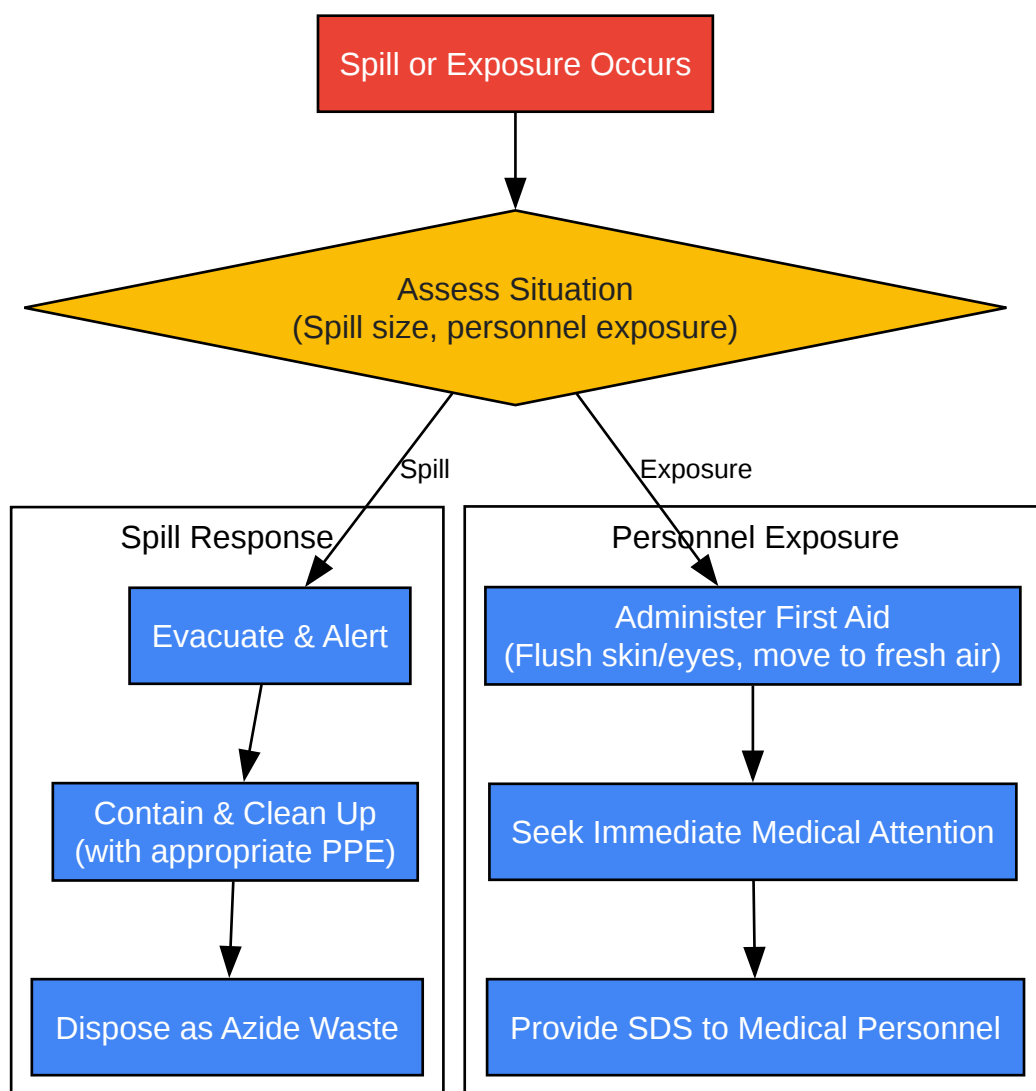 Spill or Exposure Occurs
Assess Situation
(Spill size, personnel exposure)
Spill
Exposure
Spill Response
Evacuate & Alert
Contain & Clean Up
(with appropriate PPE)
Dispose as Azide Waste
Personnel Exposure
Administer First Aid
(Flush skin/eyes, move to fresh air)
Seek Immediate Medical Attention
Provide SDS to Medical Personnel